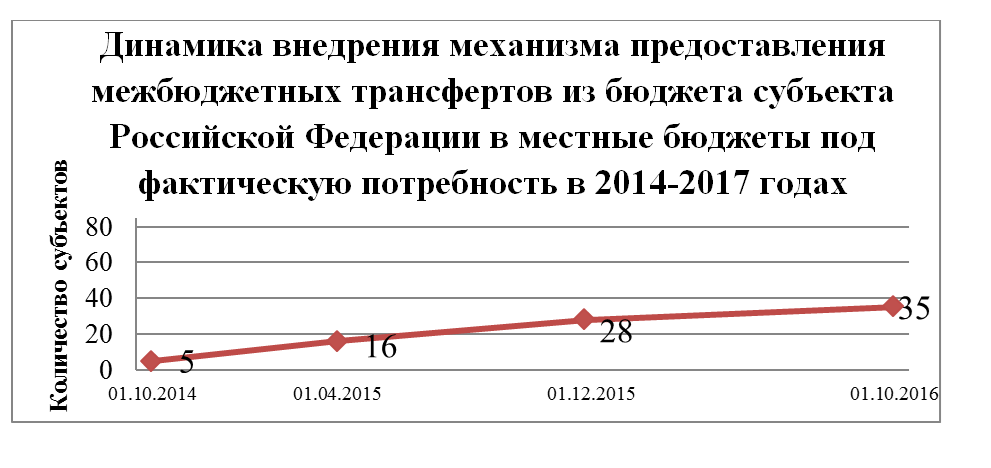 Динамика внедрения механизма предоставления
межбюджетных трансфертов из бюджета субъекта
Российской Федерации в местные бюджеты под
фактическую потребность в 2014-2017 годах
Количество субъектов
80
60
40
20
0
5
16
28
35
01.10.2014
01.04.2015
01.12.2015
01.10.2016